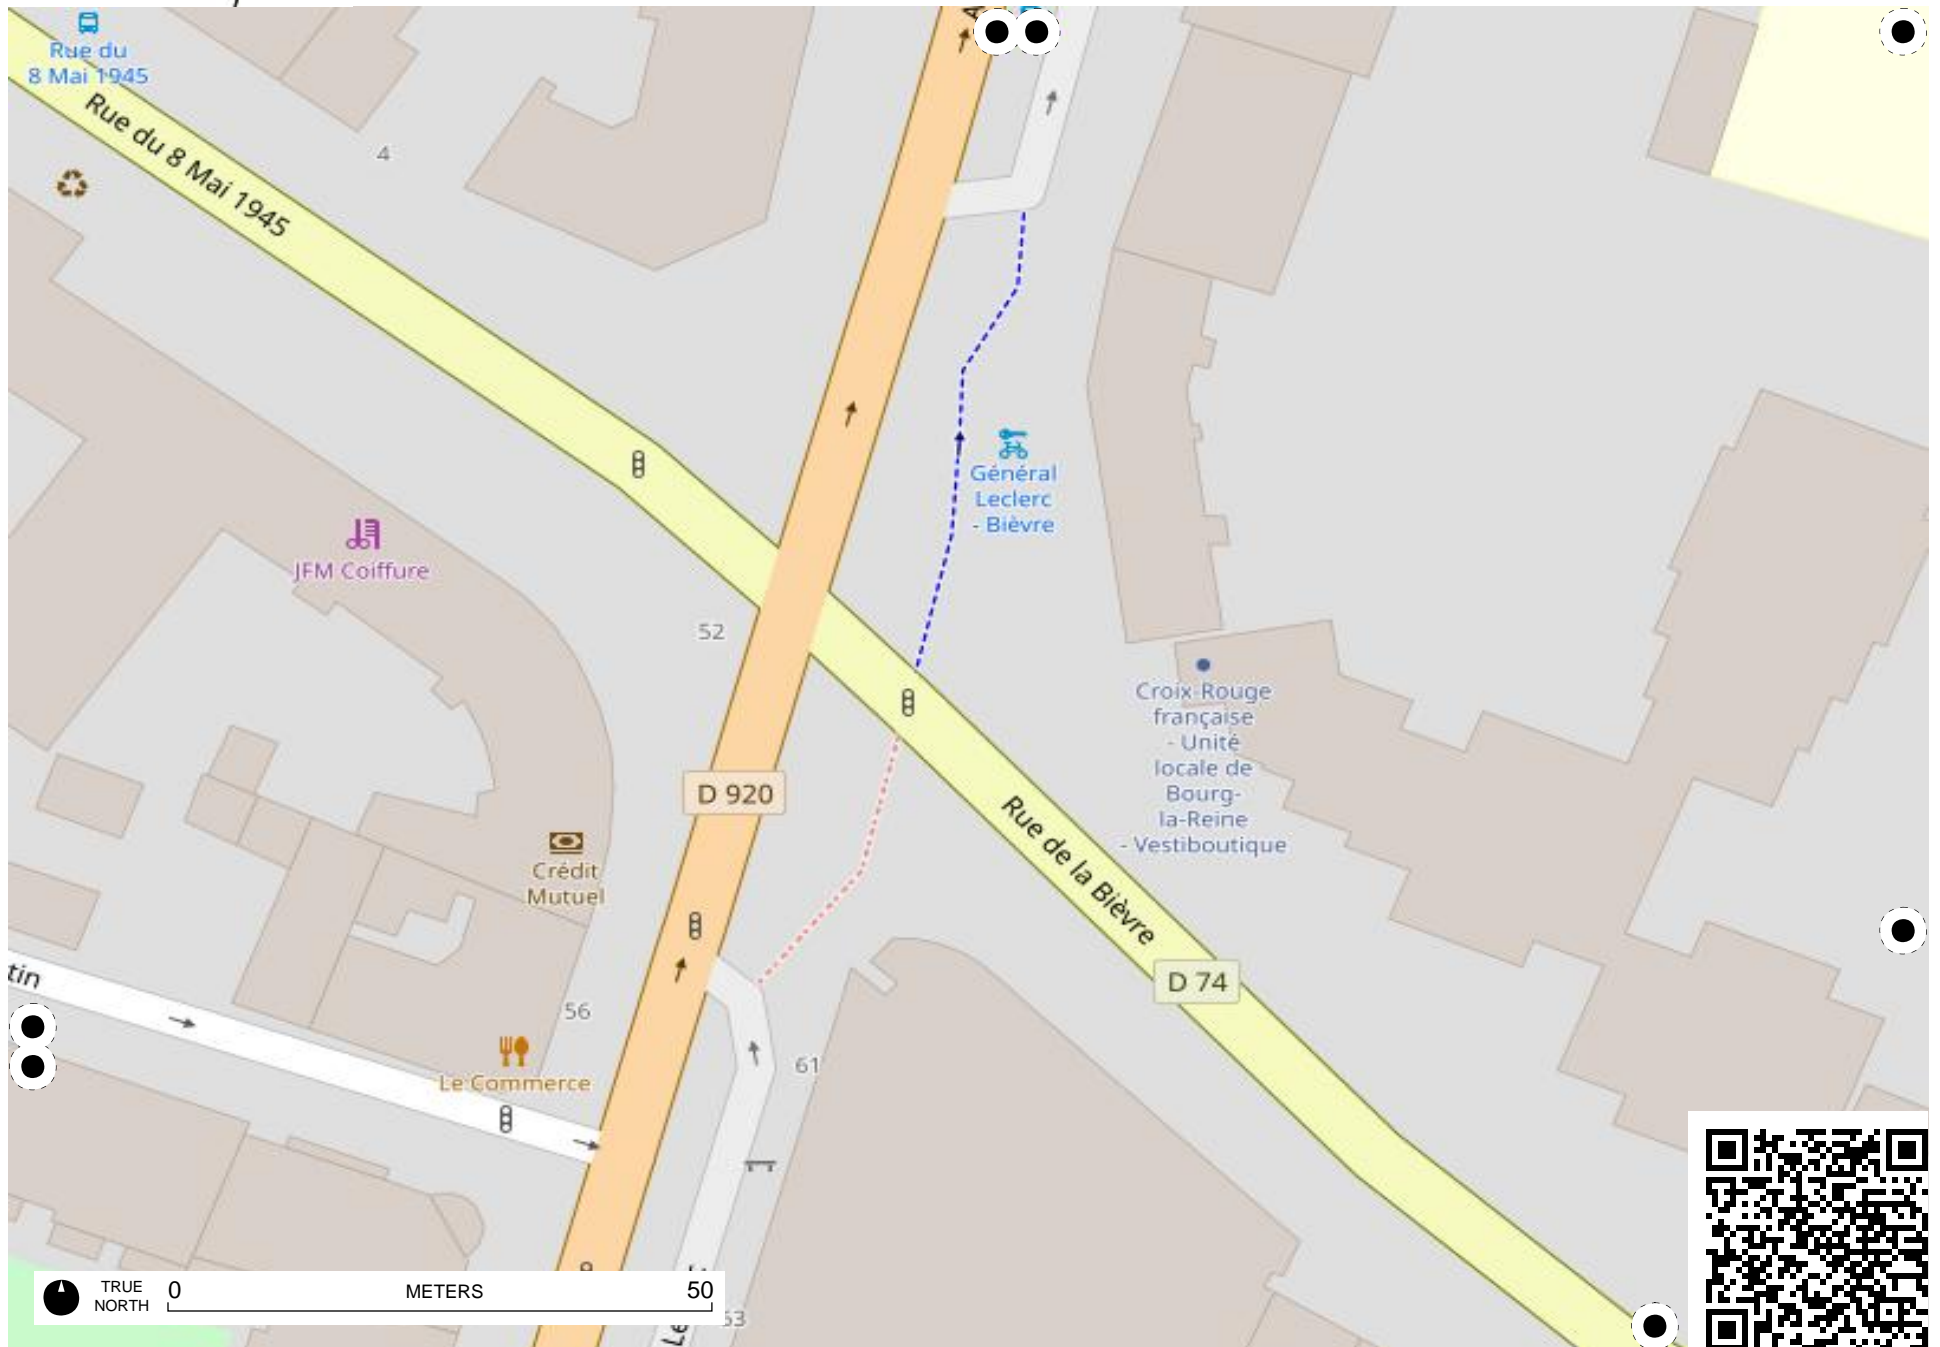 Rue du
8 Mai 1945
Rue du 8 Mai 1945
4
Général
Leclerc
- Bièvre
JFM Coiffure
52
Croix-Rouge
française
- Unité
locale de
Bourg-
la-Reine
- Vestiboutique
D 920
Rue de la Bièvre
Crédit
Mutuel
tin
D 74
56
61
Le Commerce
TRUE
NORTH
0 METERS 50
53
Le